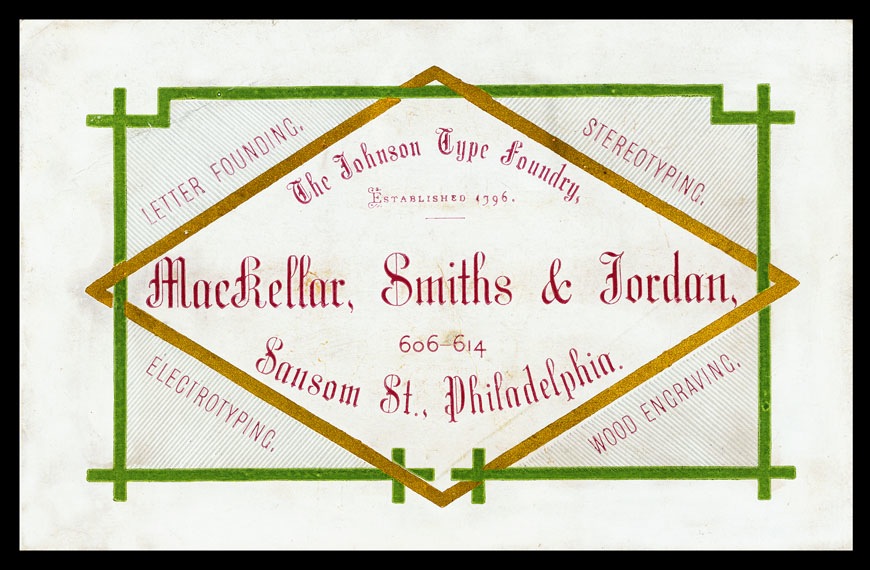 LETTER FOUNDING.
STEREOTYPING.
The Johnson Type Foundry,
ESTABLISHED 1796.
MacKellar, Smiths & Jordan,
606-614
Sansom St., Philadelphia.
ELECTROTYPING.
WOOD ENGRAVING.